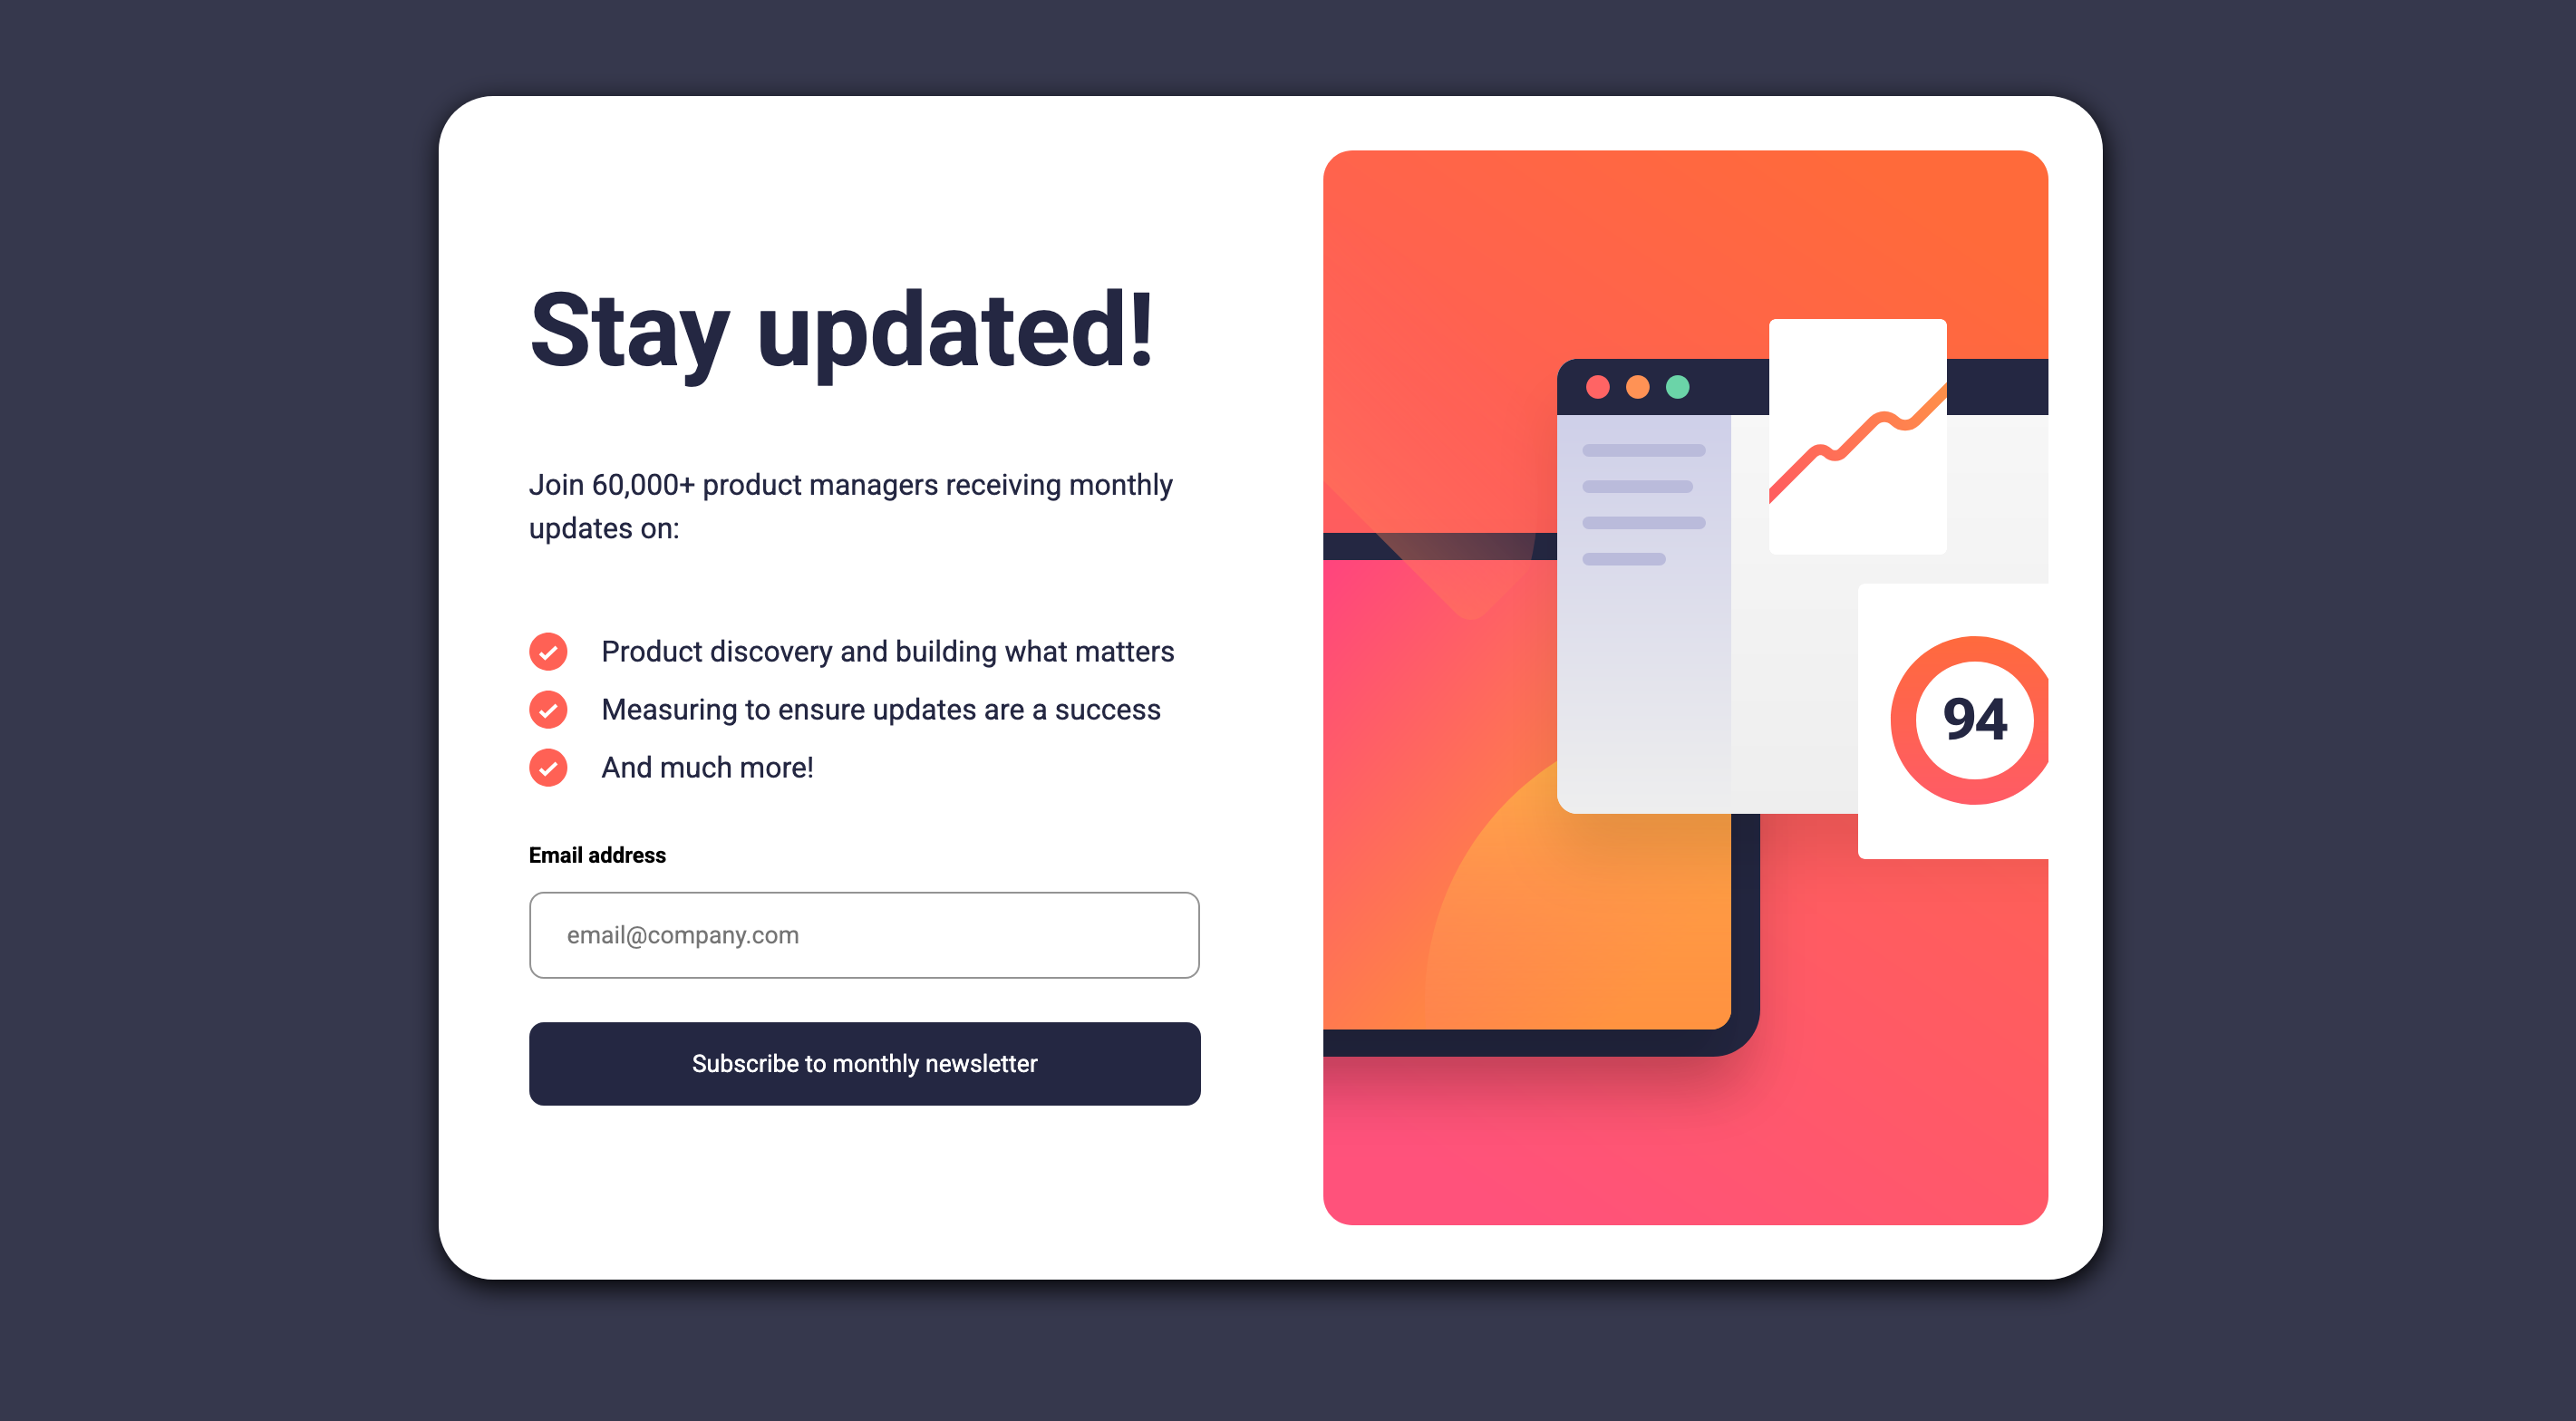 Stay updated!
Join 60,000+ product managers receiving monthly
updates on:
Product discovery and building what matters
Measuring to ensure updates are a success
And much more!
Email address
email@company.com
Subscribe to monthly newsletter
94